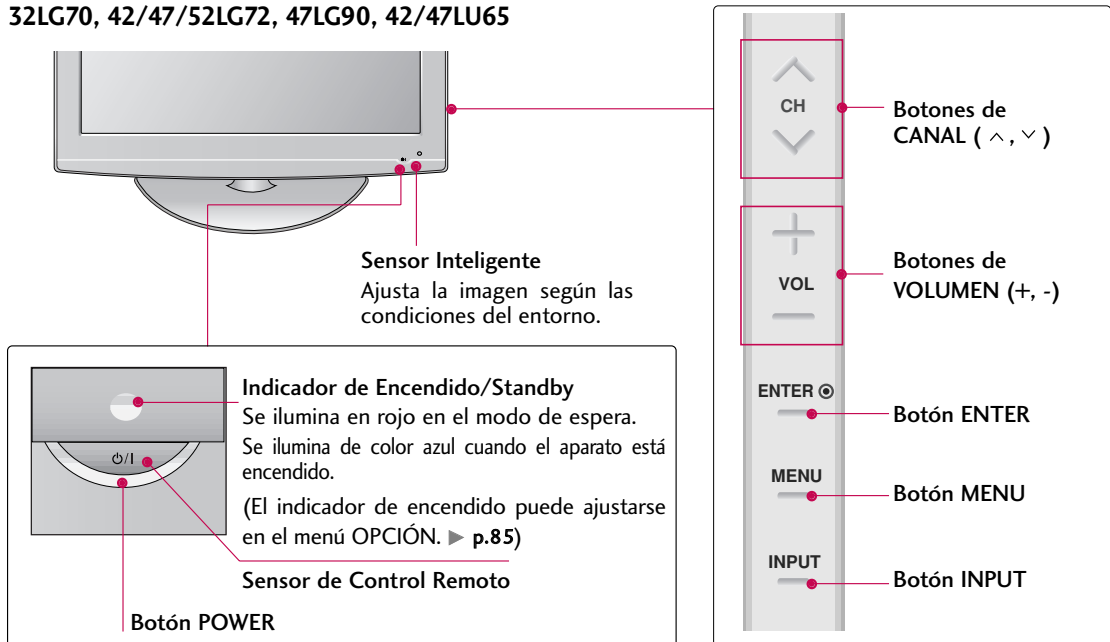 32LG70, 42/47/52LG72, 47LG90, 42/47LU65
Sensor Inteligente
Ajusta la imagen según las
condiciones del entorno.
Indicador de Encendido/Standby
Se ilumina en rojo en el modo de espera.
Se ilumina de color azul cuando el aparato está
encendido.
(El indicador de encendido puede ajustarse
en el menú OPCIÓN. ► p.85)
⏻/I
Sensor de Control Remoto
Botón POWER
CH
Botones de
CANAL ( ︿ , ﹀ )
VOL
Botones de
VOLUMEN (+, -)
ENTER ⊙
Botón ENTER
MENU
Botón MENU
INPUT
Botón INPUT